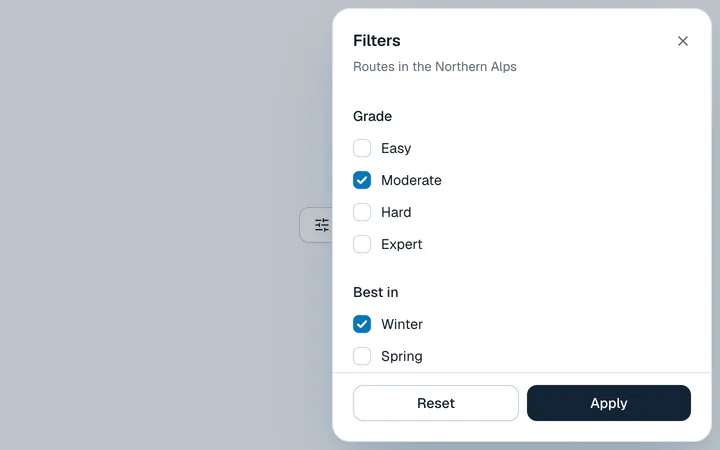 Filters
Routes in the Northern Alps
Grade
Easy
Moderate
Hard
Expert
Best in
Winter
Spring
Reset
Apply